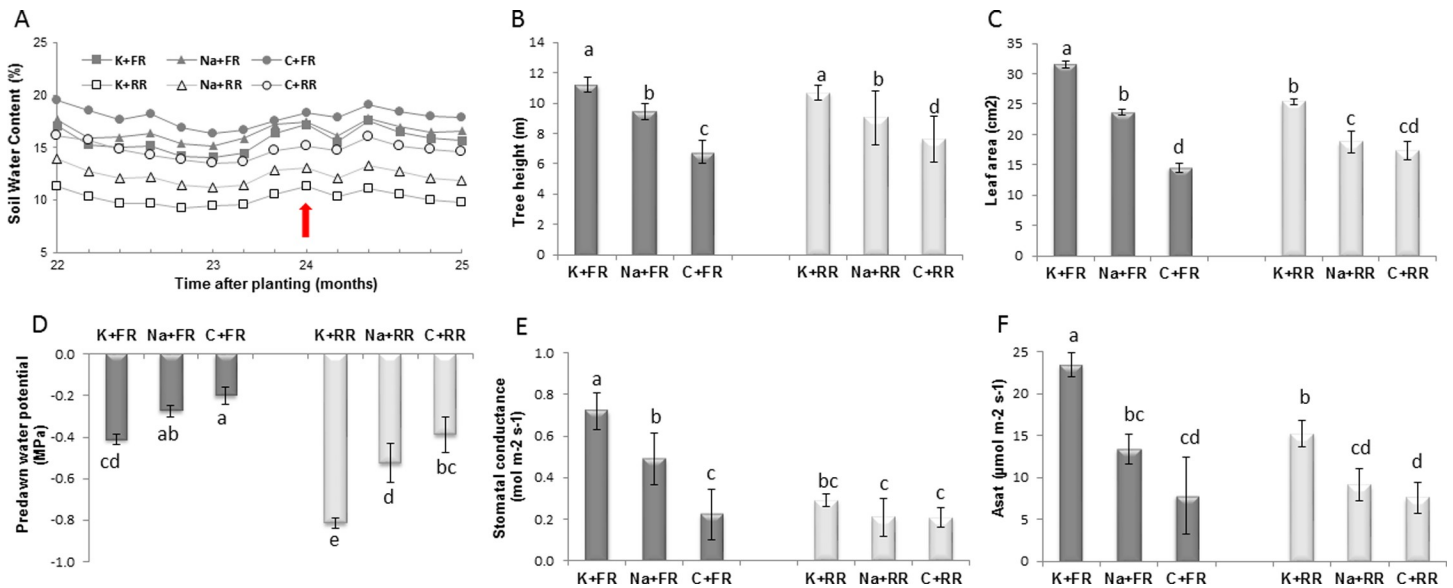 A
Soil Water Content (%)
25
20
15
10
5
K+FR Na+FR C+FR
K+RR Na+RR C+RR
22 23 24 25
Time after planting (months)
B
Tree height (m)
14
12
10
8
6
4
2
0
a b c a b d
K+FR Na+FR C+FR K+RR Na+RR C+RR
C
Leaf area (cm2)
35
30
25
20
15
10
5
0
a b d b c cd
K+FR Na+FR C+FR K+RR Na+RR C+RR
D
K+FR Na+FR C+FR K+RR Na+RR C+RR
Predawn water potential
(MPa)
0.0
-0.2
-0.4
-0.6
-0.8
-1.0
cd ab a e d bc
E
Stomatal conductance
(mol m-2 s-1)
1.0
0.8
0.6
0.4
0.2
0.0
a b c bc c c
K+FR Na+FR C+FR K+RR Na+RR C+RR
F
Asat (µmol m-2 s-1)
25
20
15
10
5
0
a bc cd b cd d
K+FR Na+FR C+FR K+RR Na+RR C+RR